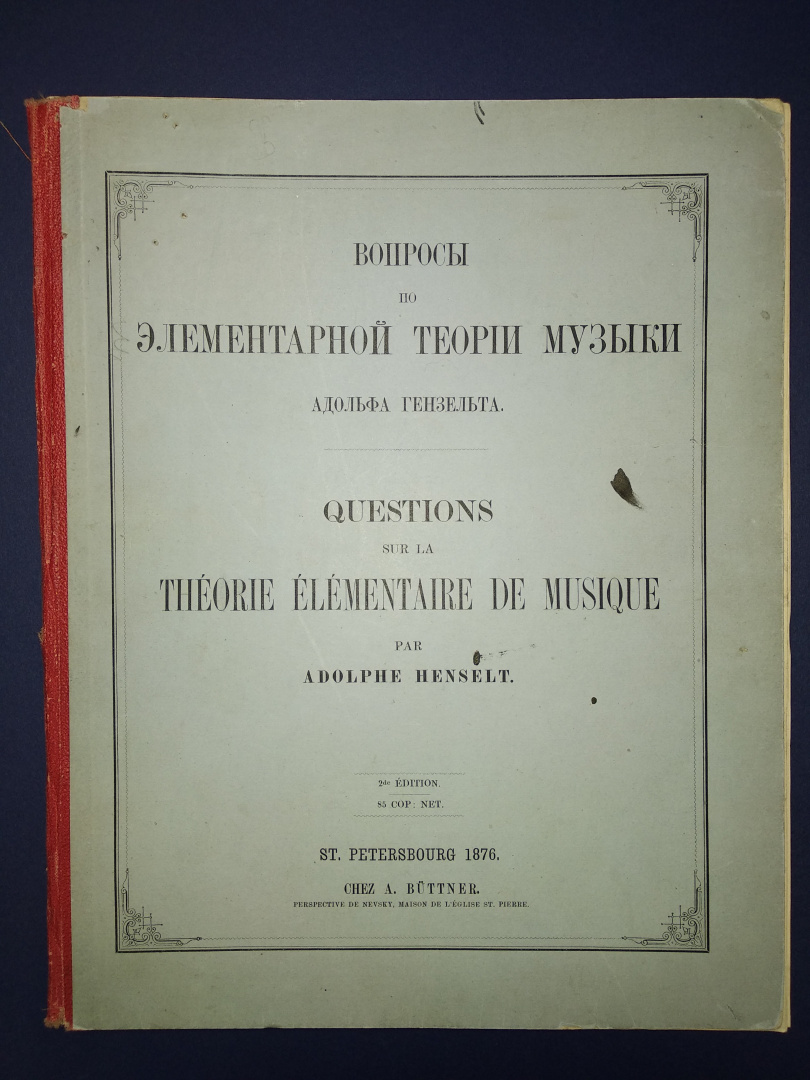 ВОПРОСЫ
ПО
ЭЛЕМЕНТАРНОЙ ТЕОРІИ МУЗЫКИ
АДОЛЬФА ГЕНЗЕЛЬТА.
QUESTIONS
SUR LA
THÉORIE ÉLÉMENTAIRE DE MUSIQUE
PAR
ADOLPHE HENSELT.
2de ÉDITION.
85 COP: NET.
ST. PETERSBOURG 1876.
CHEZ A. BÜTTNER.
PERSPECTIVE DE NEVSKY, MAISON DE L'ÉGLISE ST. PIERRE.